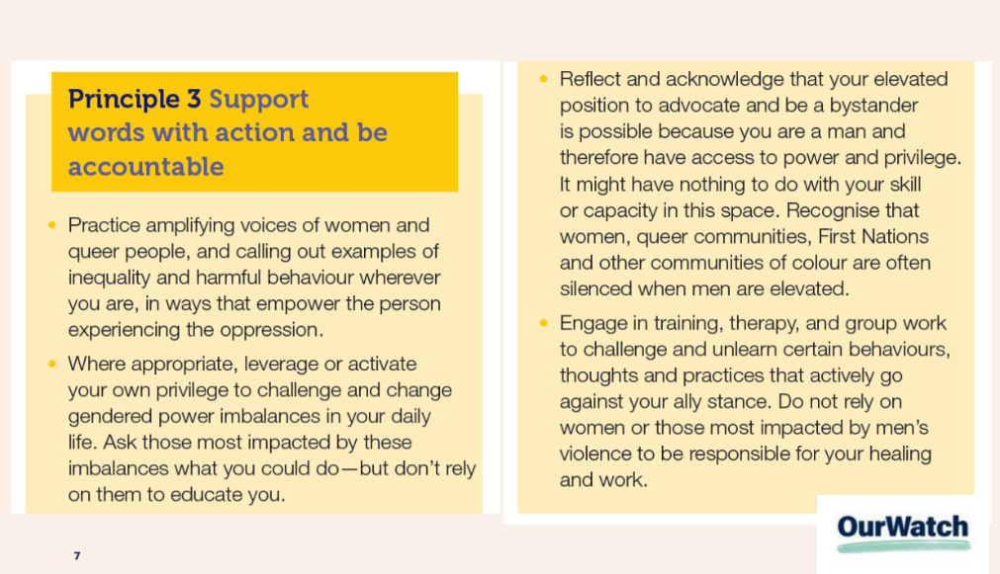 Principle 3 Support
words with action and be
accountable
• Practice amplifying voices of women and
queer people, and calling out examples of
inequality and harmful behaviour wherever
you are, in ways that empower the person
experiencing the oppression.
• Where appropriate, leverage or activate
your own privilege to challenge and change
gendered power imbalances in your daily
life. Ask those most impacted by these
imbalances what you could do—but don't rely
on them to educate you.
• Reflect and acknowledge that your elevated
position to advocate and be a bystander
is possible because you are a man and
therefore have access to power and privilege.
It might have nothing to do with your skill
or capacity in this space. Recognise that
women, queer communities, First Nations
and other communities of colour are often
silenced when men are elevated.
• Engage in training, therapy, and group work
to challenge and unlearn certain behaviours,
thoughts and practices that actively go
against your ally stance. Do not rely on
women or those most impacted by men's
violence to be responsible for your healing
and work.
7
OurWatch